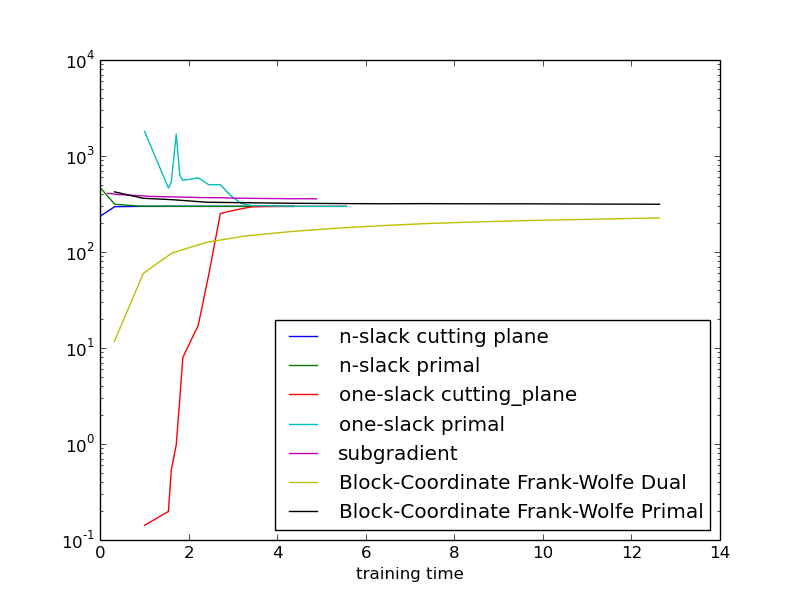 10^4
10^3
10^2
10^1
10^0
10^-1
0 2 4 6 8 10 12 14
training time
n-slack cutting plane
n-slack primal
one-slack cutting_plane
one-slack primal
subgradient
Block-Coordinate Frank-Wolfe Dual
Block-Coordinate Frank-Wolfe Primal